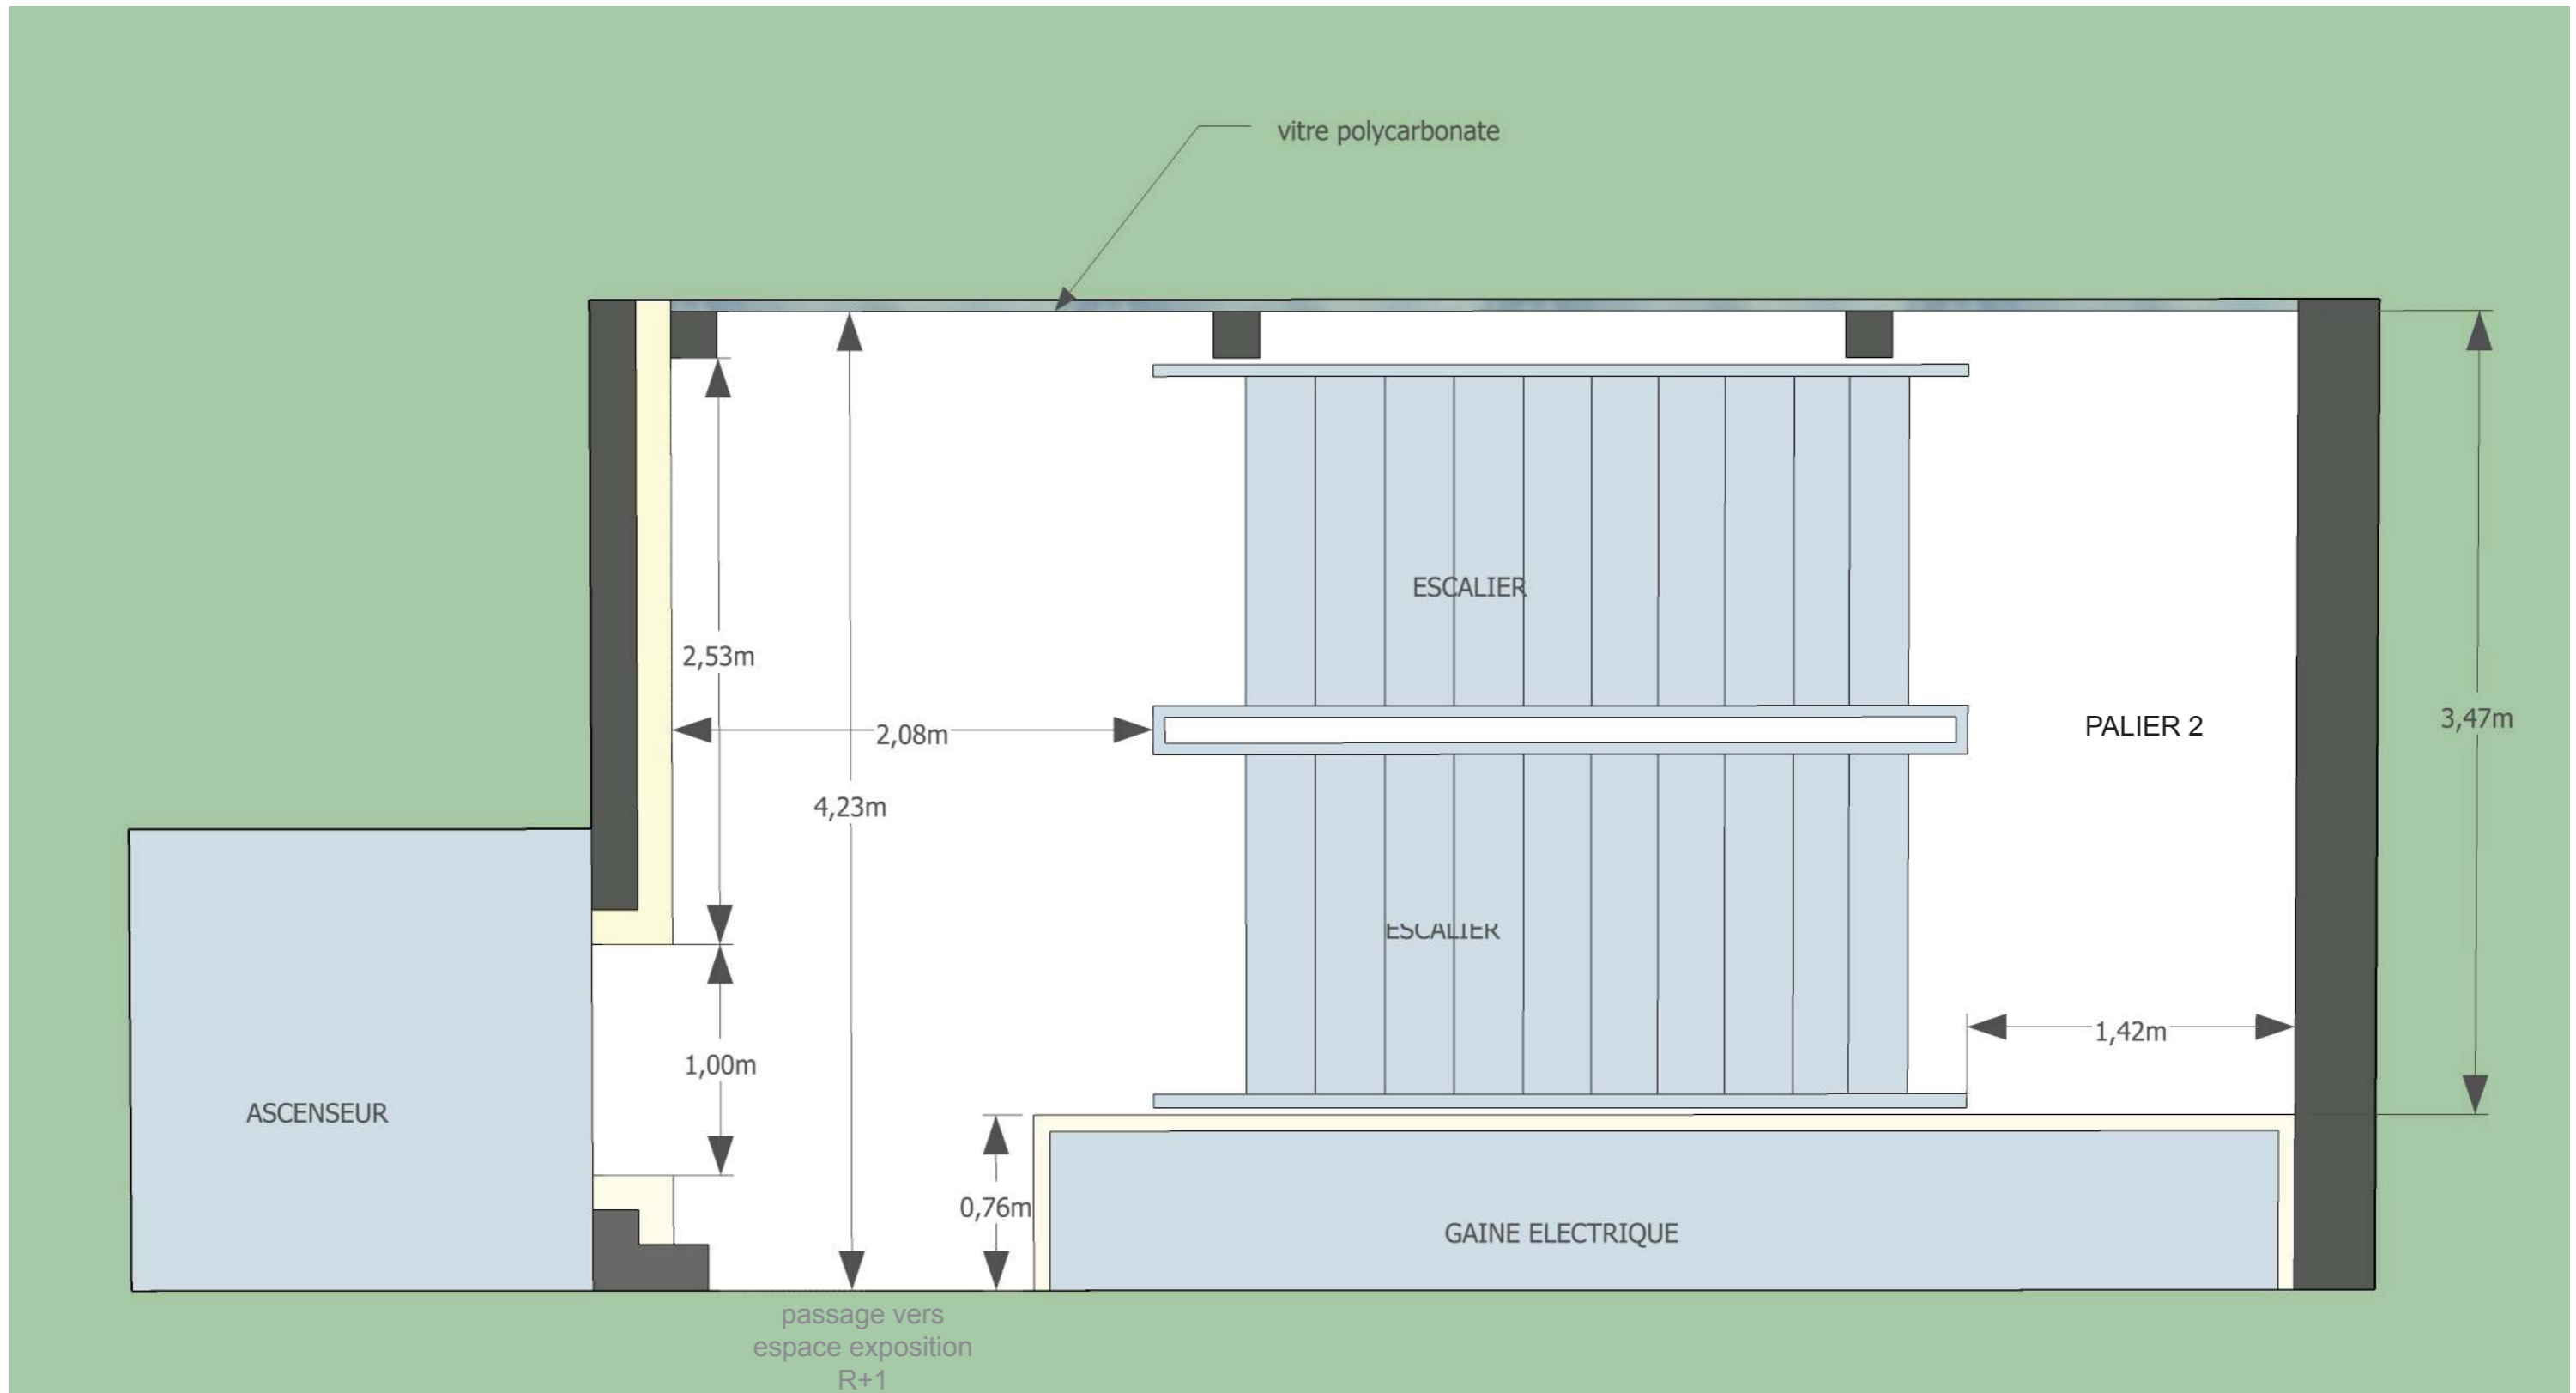 vitre polycarbonate
ESCALIER
2,53m
2,08m
PALIER 2
3,47m
4,23m
ESCALIER
1,42m
1,00m
ASCENSEUR
0,76m
GAINE ELECTRIQUE
passage vers
espace exposition
R+1